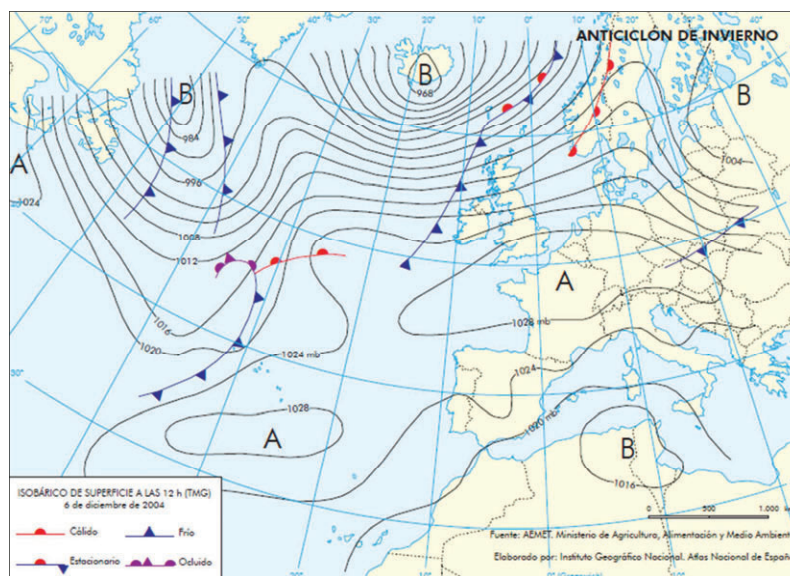 70°
60°
50°
20°
10°
0°
10°
20°
30°
40°
ANTICICLÓN DE INVIERNO
B
B
B
968
984
A
996
1004
1024
1008
1012
A
1016
1020
1028 mb
1024 mb
1024
30°
1028
1020 mb
A
B
1016
ISOBÁRICO DE SUPERFICIE A LAS 12 h (TMG)
6 de diciembre de 2004
Cálido
Frío
Estacionario
Ocluido
0
500
1.000
Fuente: AEMET. Ministerio de Agricultura, Alimentación y Medio Ambient
Elaborado por: Instituto Geográfico Nacional. Atlas Nacional de Españ